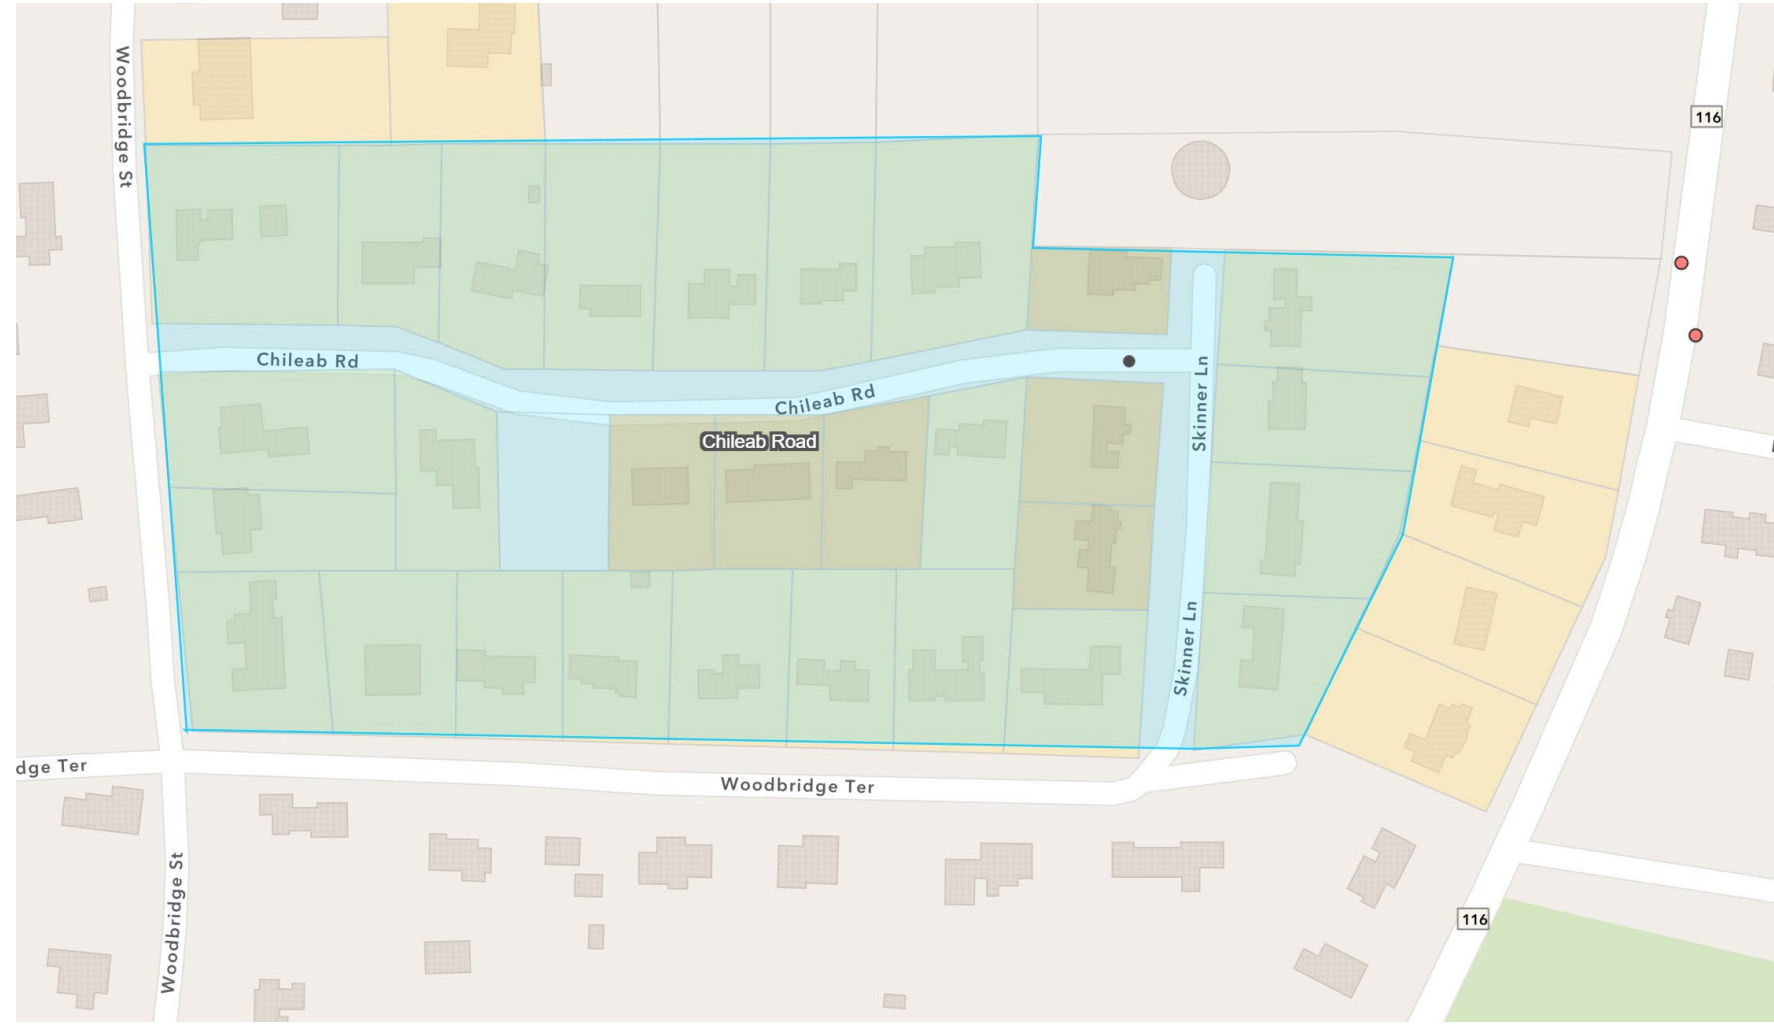 Woodbridge St
116
Chileab Rd
Chileab Rd
Skinner Ln
Chileab Road
Skinner Ln
dge Ter
Woodbridge Ter
Woodbridge St
116